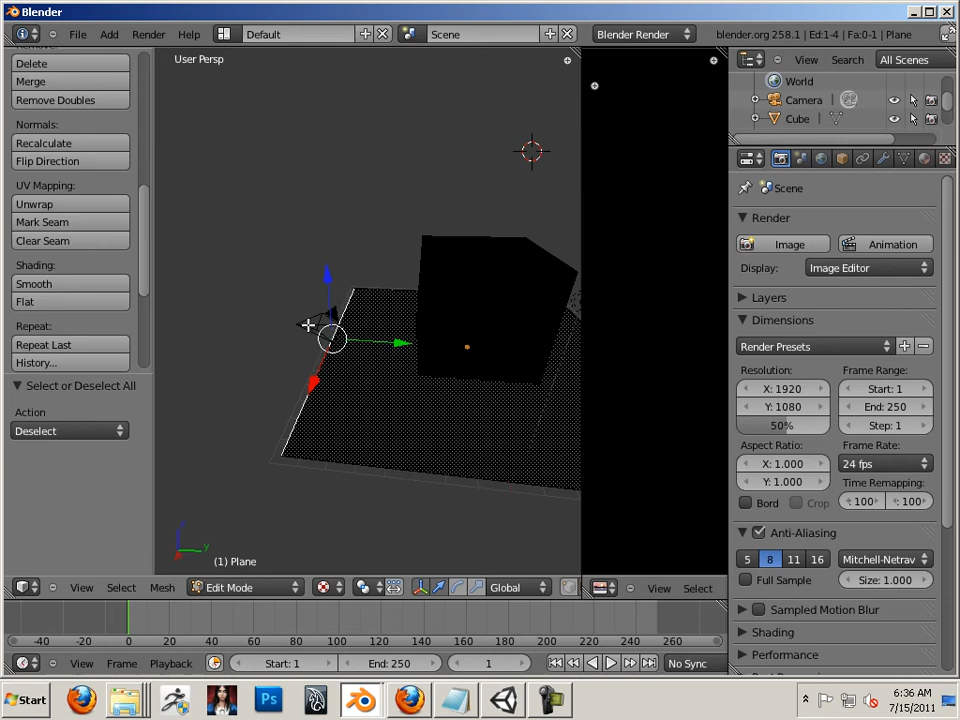 Blender
File Add Render Help Default Scene Blender Render blender.org 258.1 | Ed:1-4 | Fa:0-1 | Plane
Delete
Merge
Remove Doubles
Normals:
Recalculate
Flip Direction
UV Mapping:
Unwrap
Mark Seam
Clear Seam
Shading:
Smooth
Flat
Repeat:
Repeat Last
History...
Select or Deselect All
Action
Deselect
User Persp
y
(1) Plane
View Select Mesh Edit Mode Global
View Select
View Search All Scenes
World
Camera
Cube
Scene
Render
Image Animation
Display: Image Editor
Layers
Dimensions
Render Presets
Resolution: Frame Range:
X: 1920 Start: 1
Y: 1080 End: 250
50% Step: 1
Aspect Ratio: Frame Rate:
X: 1.000 24 fps
Y: 1.000 Time Remapping:
Bord Crop 100 100
Anti-Aliasing
5 8 11 16 Mitchell-Netrav
Full Sample Size: 1.000
Sampled Motion Blur
Shading
Performance
-40 -20 0 20 40 60 80 100 120 140 160 180 200 220 240 260
View Frame Playback Start: 1 End: 250 1 No Sync
Start Ps 6:36 AM
7/15/2011